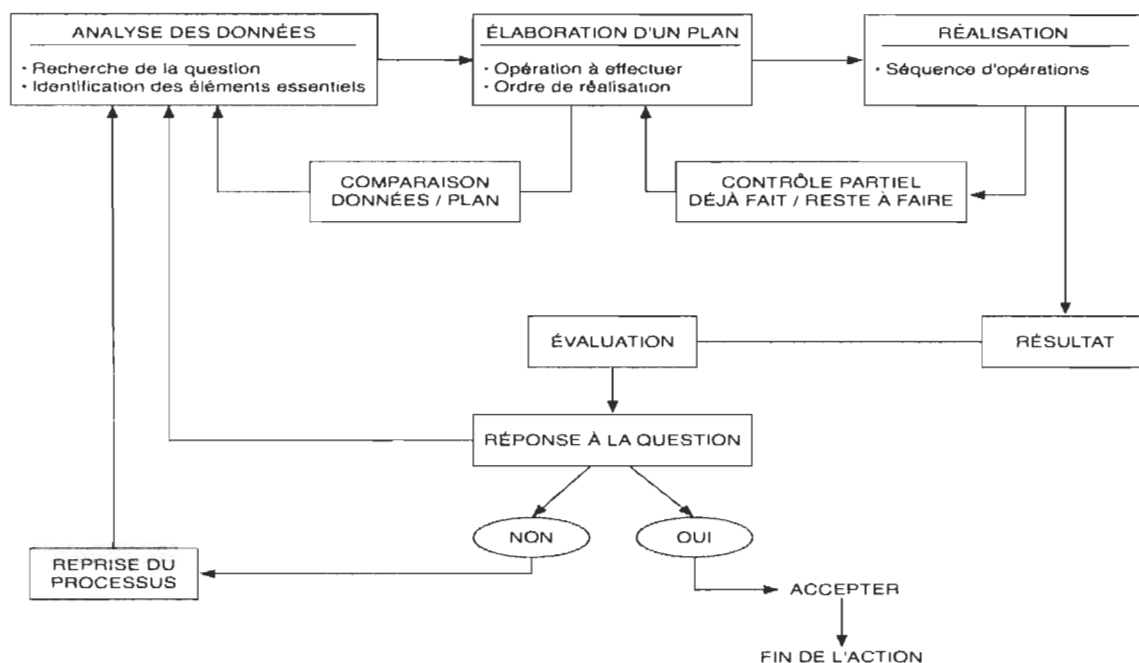 ANALYSE DES DONNÉES
• Recherche de la question
• Identification des éléments essentiels
ÉLABORATION D'UN PLAN
• Opération à effectuer
• Ordre de réalisation
RÉALISATION
• Séquence d'opérations
COMPARAISON
DONNÉES / PLAN
CONTRÔLE PARTIEL
DÉJÀ FAIT / RESTE À FAIRE
ÉVALUATION
RÉSULTAT
RÉPONSE À LA QUESTION
NON
OUI
REPRISE DU
PROCESSUS
ACCEPTER
FIN DE L'ACTION